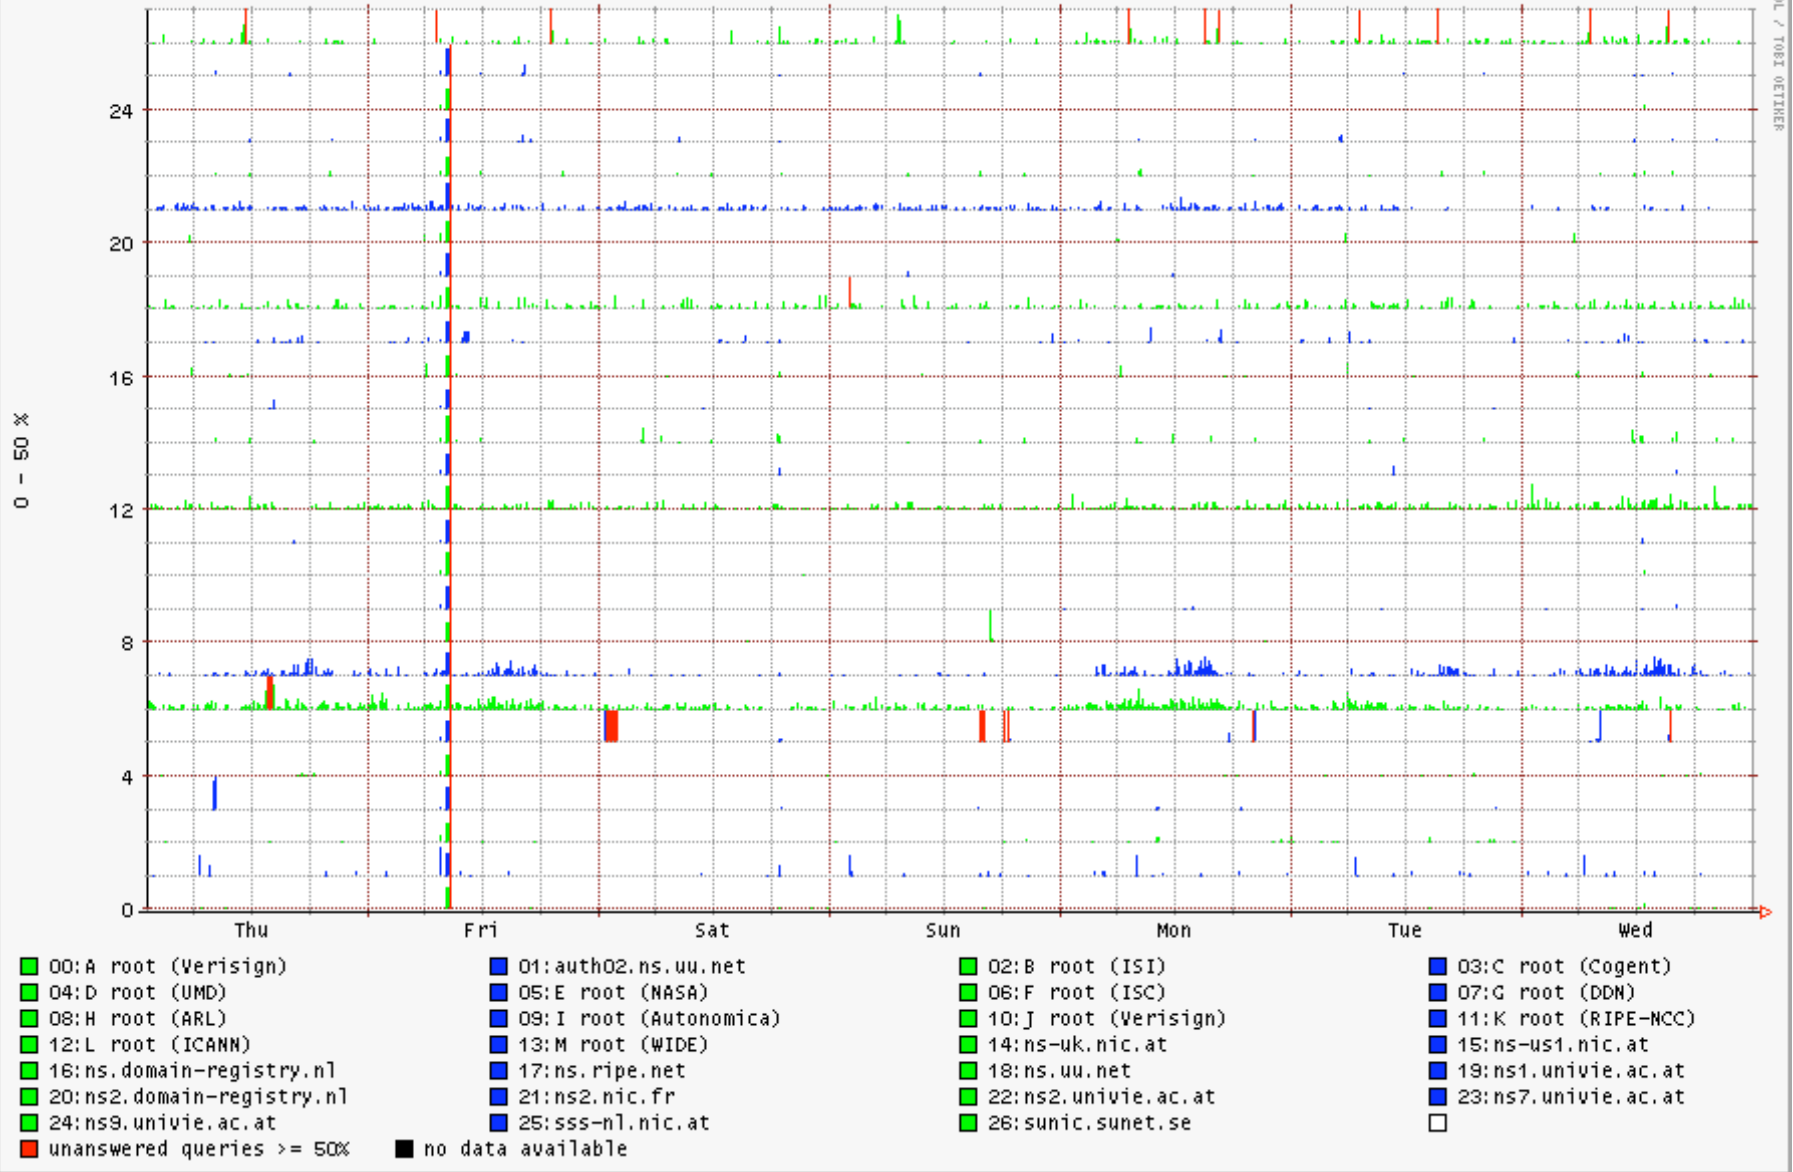 OL / TOBI OETIKER
24
20
16
12
8
4
0
0 - 50 %
Thu Fri Sat Sun Mon Tue Wed
00:A root (Verisign) 01:auth02.ns.uu.net 02:B root (ISI) 03:C root (Cogent)
04:D root (UMD) 05:E root (NASA) 06:F root (ISC) 07:G root (DDN)
08:H root (ARL) 09:I root (Autonomica) 10:J root (Verisign) 11:K root (RIPE-NCC)
12:L root (ICANN) 13:M root (WIDE) 14:ns-uk.nic.at 15:ns-us1.nic.at
16:ns.domain-registry.nl 17:ns.ripe.net 18:ns.uu.net 19:ns1.univie.ac.at
20:ns2.domain-registry.nl 21:ns2.nic.fr 22:ns2.univie.ac.at 23:ns7.univie.ac.at
24:ns9.univie.ac.at 25:sss-nl.nic.at 26:sunic.sunet.se
unanswered queries >= 50% no data available